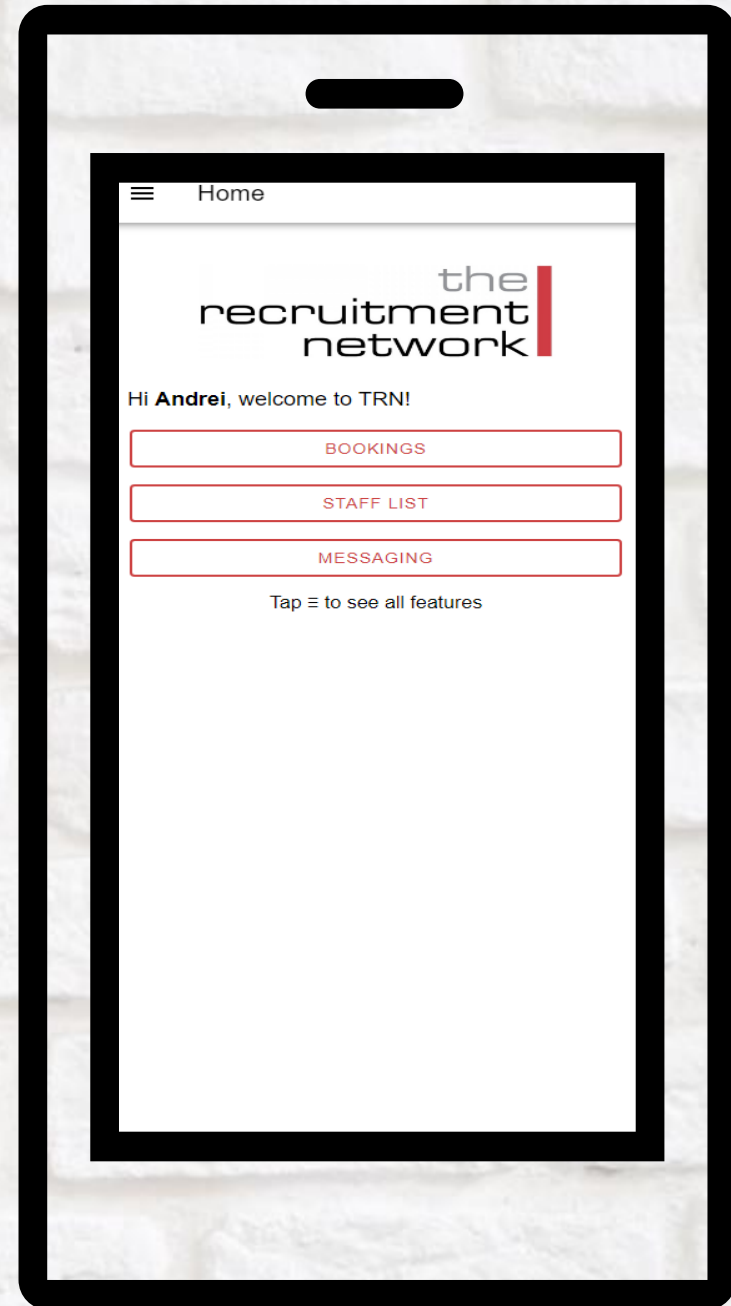 ☰ Home
the
recruitment
network
Hi Andrei, welcome to TRN!
BOOKINGS
STAFF LIST
MESSAGING
Tap ≡ to see all features